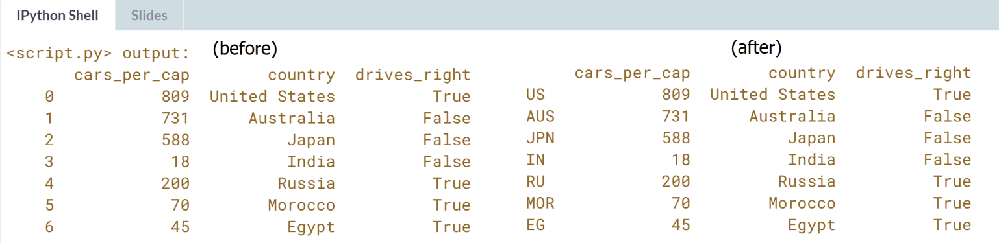 IPython Shell Slides
<script.py> output: (before)
cars_per_cap country drives_right
0 809 United States True
1 731 Australia False
2 588 Japan False
3 18 India False
4 200 Russia True
5 70 Morocco True
6 45 Egypt True
(after)
cars_per_cap country drives_right
US 809 United States True
AUS 731 Australia False
JPN 588 Japan False
IN 18 India False
RU 200 Russia True
MOR 70 Morocco True
EG 45 Egypt True